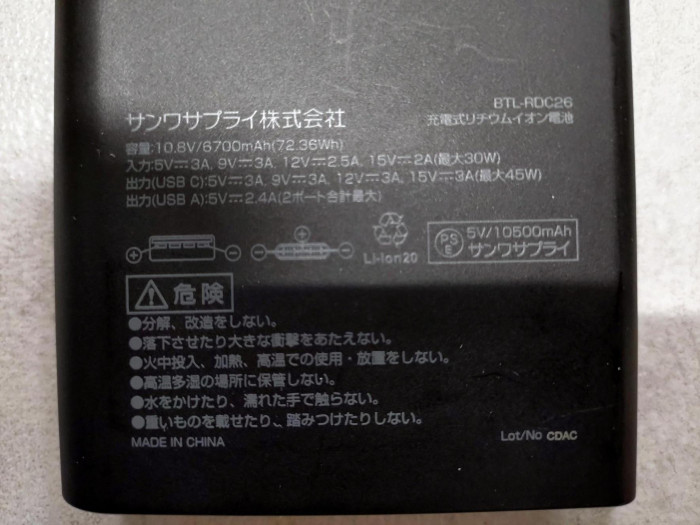 BTL-RDC26
サンワサプライ株式会社
充電式リチウムイオン電池
容量:10.8V/6700mAh(72.36Wh)
入力:5V⎓3A, 9V⎓3A, 12V⎓2.5A, 15V⎓2A(最大30W)
出力(USB C):5V⎓3A, 9V⎓3A, 12V⎓3A, 15V⎓3A(最大45W)
出力(USB A):5V⎓2.4A(2ポート合計最大)
Li-ion20
PSE
5V/10500mAh
サンワサプライ
危険
●分解、改造をしない。
●落下させたり大きな衝撃をあたえない。
●火中投入、加熱、高温での使用・放置をしない。
●高温多湿の場所に保管しない。
●水をかけたり、濡れた手で触らない。
●重いものを載せたり、踏みつけたりしない。
MADE IN CHINA
Lot/No CDAC